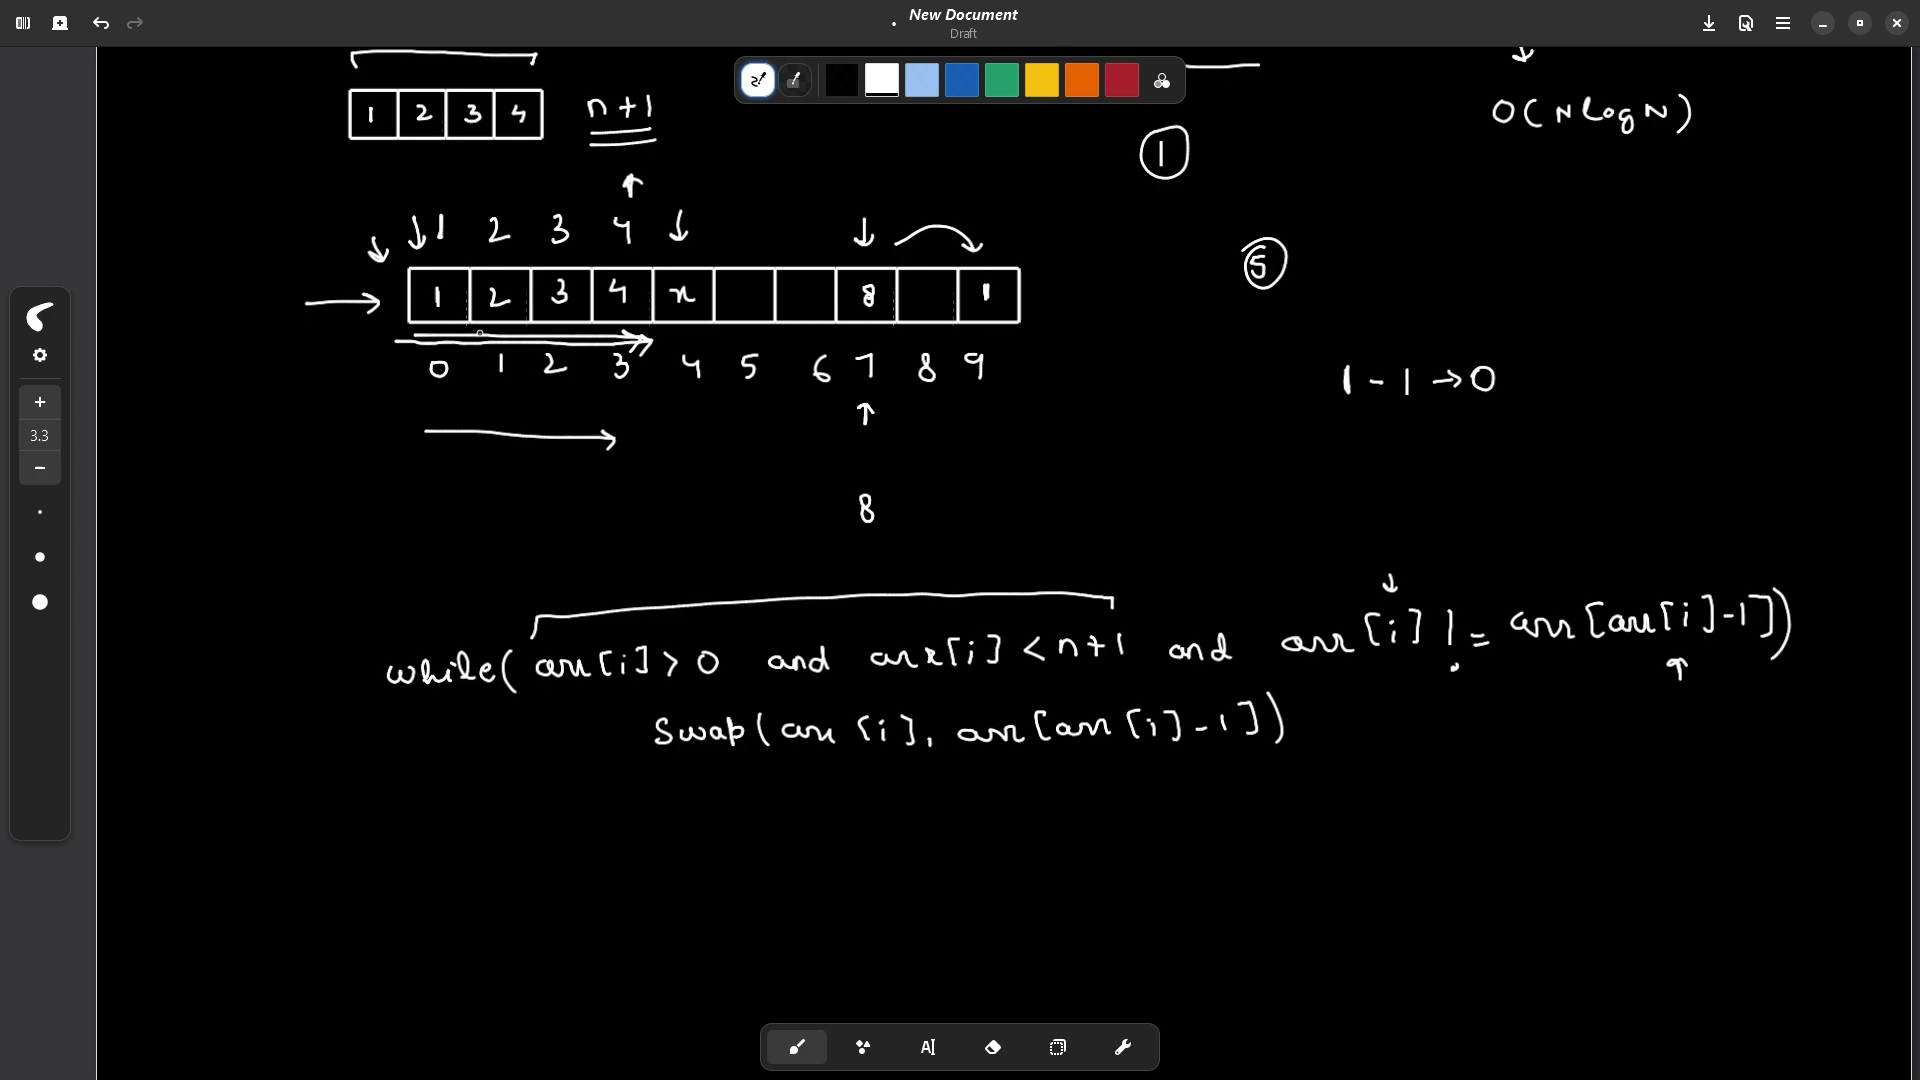 New Document
Draft
1 2 3 4
n+1
O(NlogN)
1
1 2 3 4
5
1 2 3 4 x 8 1
0 1 2 3 4 5 6 7 8 9
1-1→0
3.3
8
while(arr[i]>0 and arr[i]<n+1 and arr[i] != arr[arr[i]-1])
Swap(arr[i], arr[arr[i]-1])